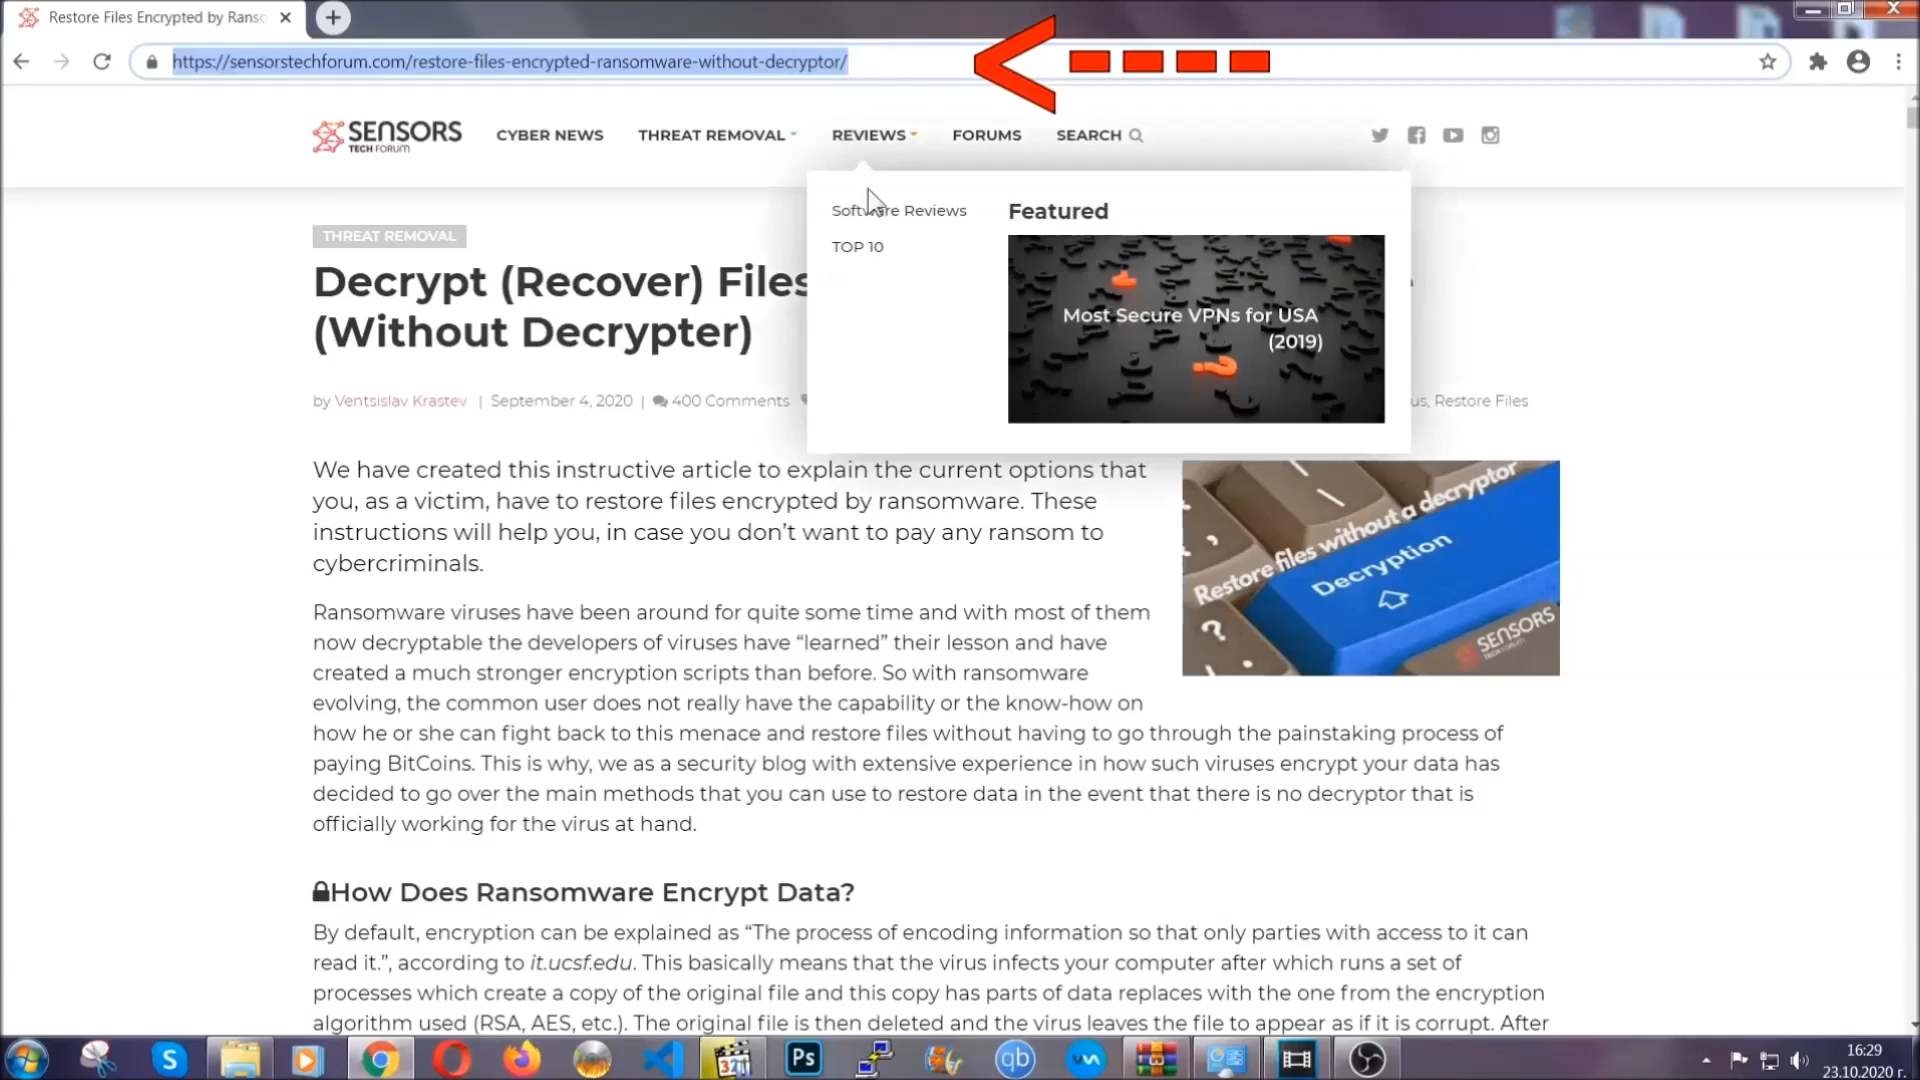 Restore Files Encrypted by Ranso
https://sensorstechforum.com/restore-files-encrypted-ransomware-without-decryptor/
SENSORS
TECH FORUM
CYBER NEWS THREAT REMOVAL REVIEWS FORUMS SEARCH
Software Reviews
TOP 10
Featured
Most Secure VPNs for USA
(2019)
THREAT REMOVAL
Decrypt (Recover) Files
(Without Decrypter)
by Ventsislav Krastev | September 4, 2020 | 400 Comments
us, Restore Files
We have created this instructive article to explain the current options that
you, as a victim, have to restore files encrypted by ransomware. These
instructions will help you, in case you don't want to pay any ransom to
cybercriminals.
Restore files without a decryptor
Decryption
SENSORS
TECH FORUM
Ransomware viruses have been around for quite some time and with most of them
now decryptable the developers of viruses have “learned” their lesson and have
created a much stronger encryption scripts than before. So with ransomware
evolving, the common user does not really have the capability or the know-how on
how he or she can fight back to this menace and restore files without having to go through the painstaking process of
paying BitCoins. This is why, we as a security blog with extensive experience in how such viruses encrypt your data has
decided to go over the main methods that you can use to restore data in the event that there is no decryptor that is
officially working for the virus at hand.
How Does Ransomware Encrypt Data?
By default, encryption can be explained as “The process of encoding information so that only parties with access to it can
read it.”, according to it.ucsf.edu. This basically means that the virus infects your computer after which runs a set of
processes which create a copy of the original file and this copy has parts of data replaces with the one from the encryption
algorithm used (RSA, AES, etc.). The original file is then deleted and the virus leaves the file to appear as if it is corrupt. After
S
321
Ps
qb
16:29
23.10.2020 г.